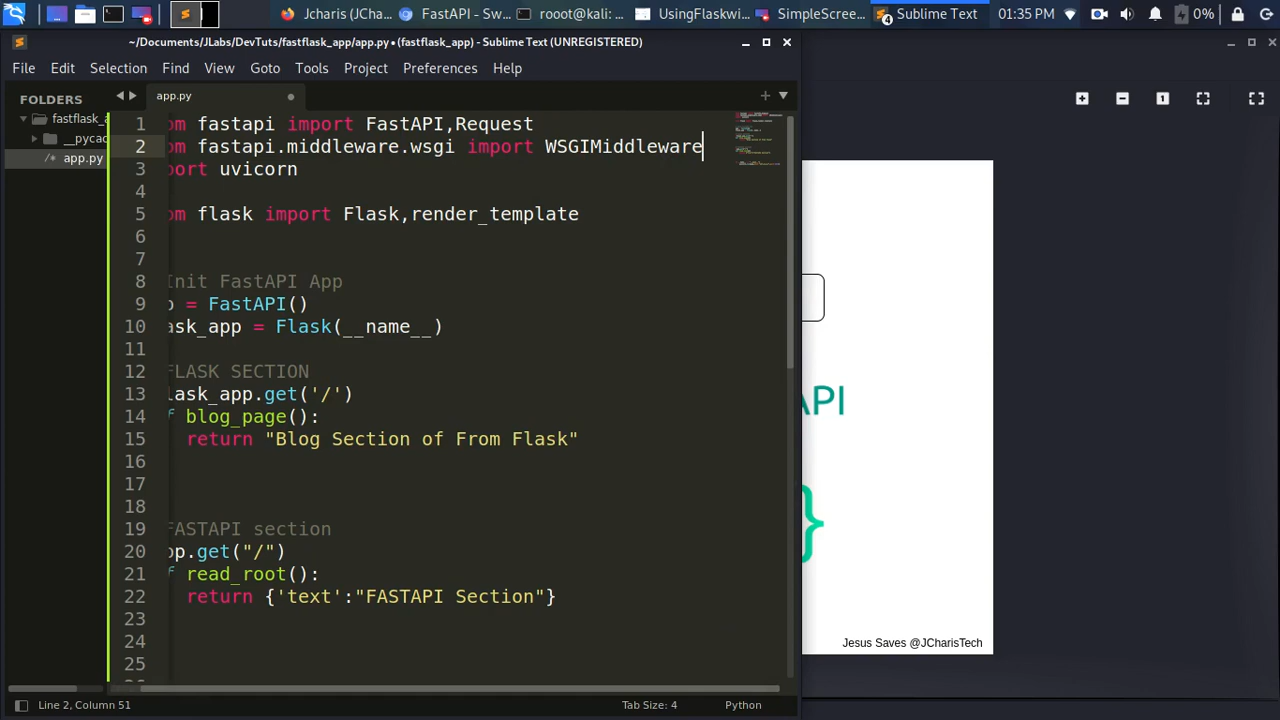 Jcharis (JCha...
FastAPI - Sw...
rooot@kali: ...
UsingFlaskwi...
SimpleScreen...
4
Sublime Text
01:35 PM
0%
~/Documents/JLabs/DevTuts/fastflask_app/app.py • (fastflask_app) - Sublime Text (UNREGISTERED)
File Edit Selection Find View Goto Tools Project Preferences Help
FOLDERS
fastflask_a
__pycac
/* app.py
app.py
1 om fastapi import FastAPI,Request
2 om fastapi.middleware.wsgi import WSGIMiddleware
3 port uvicorn
4
5 om flask import Flask,render_template
6
7
8 Init FastAPI App
9 p = FastAPI()
10 ask_app = Flask(__name__)
11
12 FLASK SECTION
13 lask_app.get('/')
14 f blog_page():
15 return "Blog Section of From Flask"
16
17
18
19 FASTAPI section
20 pp.get("/")
21 f read_root():
22 return {'text':"FASTAPI Section"}
23
24
25
1
API
}
Jesus Saves @JCharisTech
Line 2, Column 51
Tab Size: 4
Python